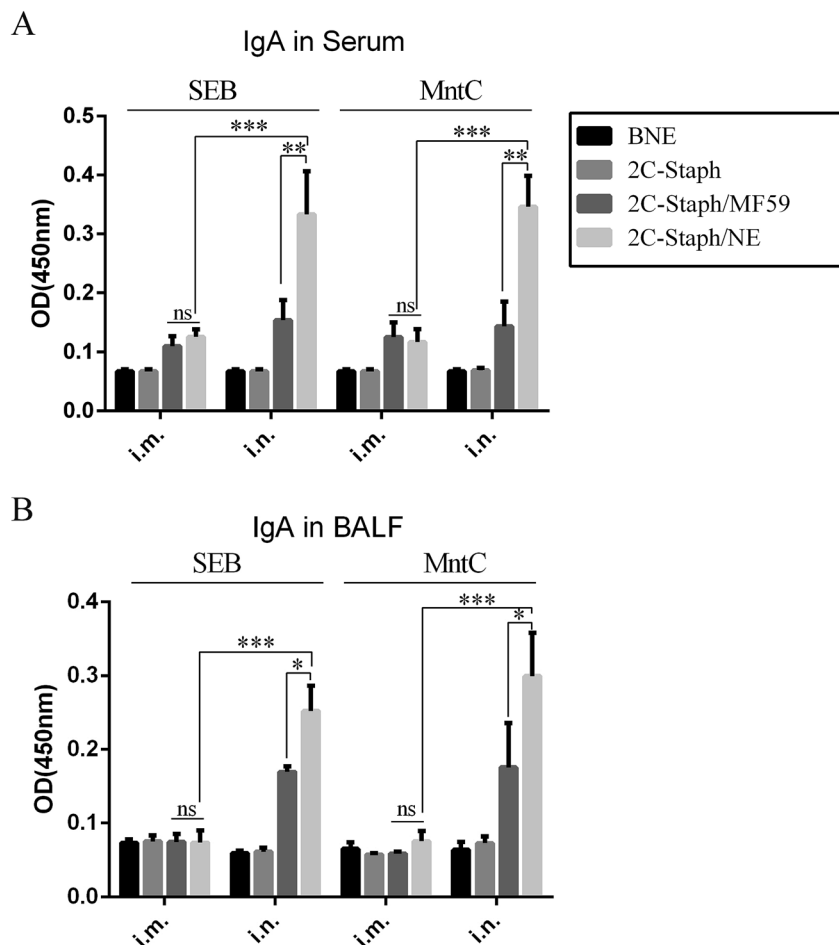 A
IgA in Serum
SEB MntC
*** ***
** **
ns ns
OD(450nm)
0.5
0.4
0.3
0.2
0.1
0.0
i.m. i.n. i.m. i.n.
BNE
2C-Staph
2C-Staph/MF59
2C-Staph/NE
B
IgA in BALF
SEB MntC
*** ***
* *
ns ns
OD(450nm)
0.4
0.3
0.2
0.1
0.0
i.m. i.n. i.m. i.n.